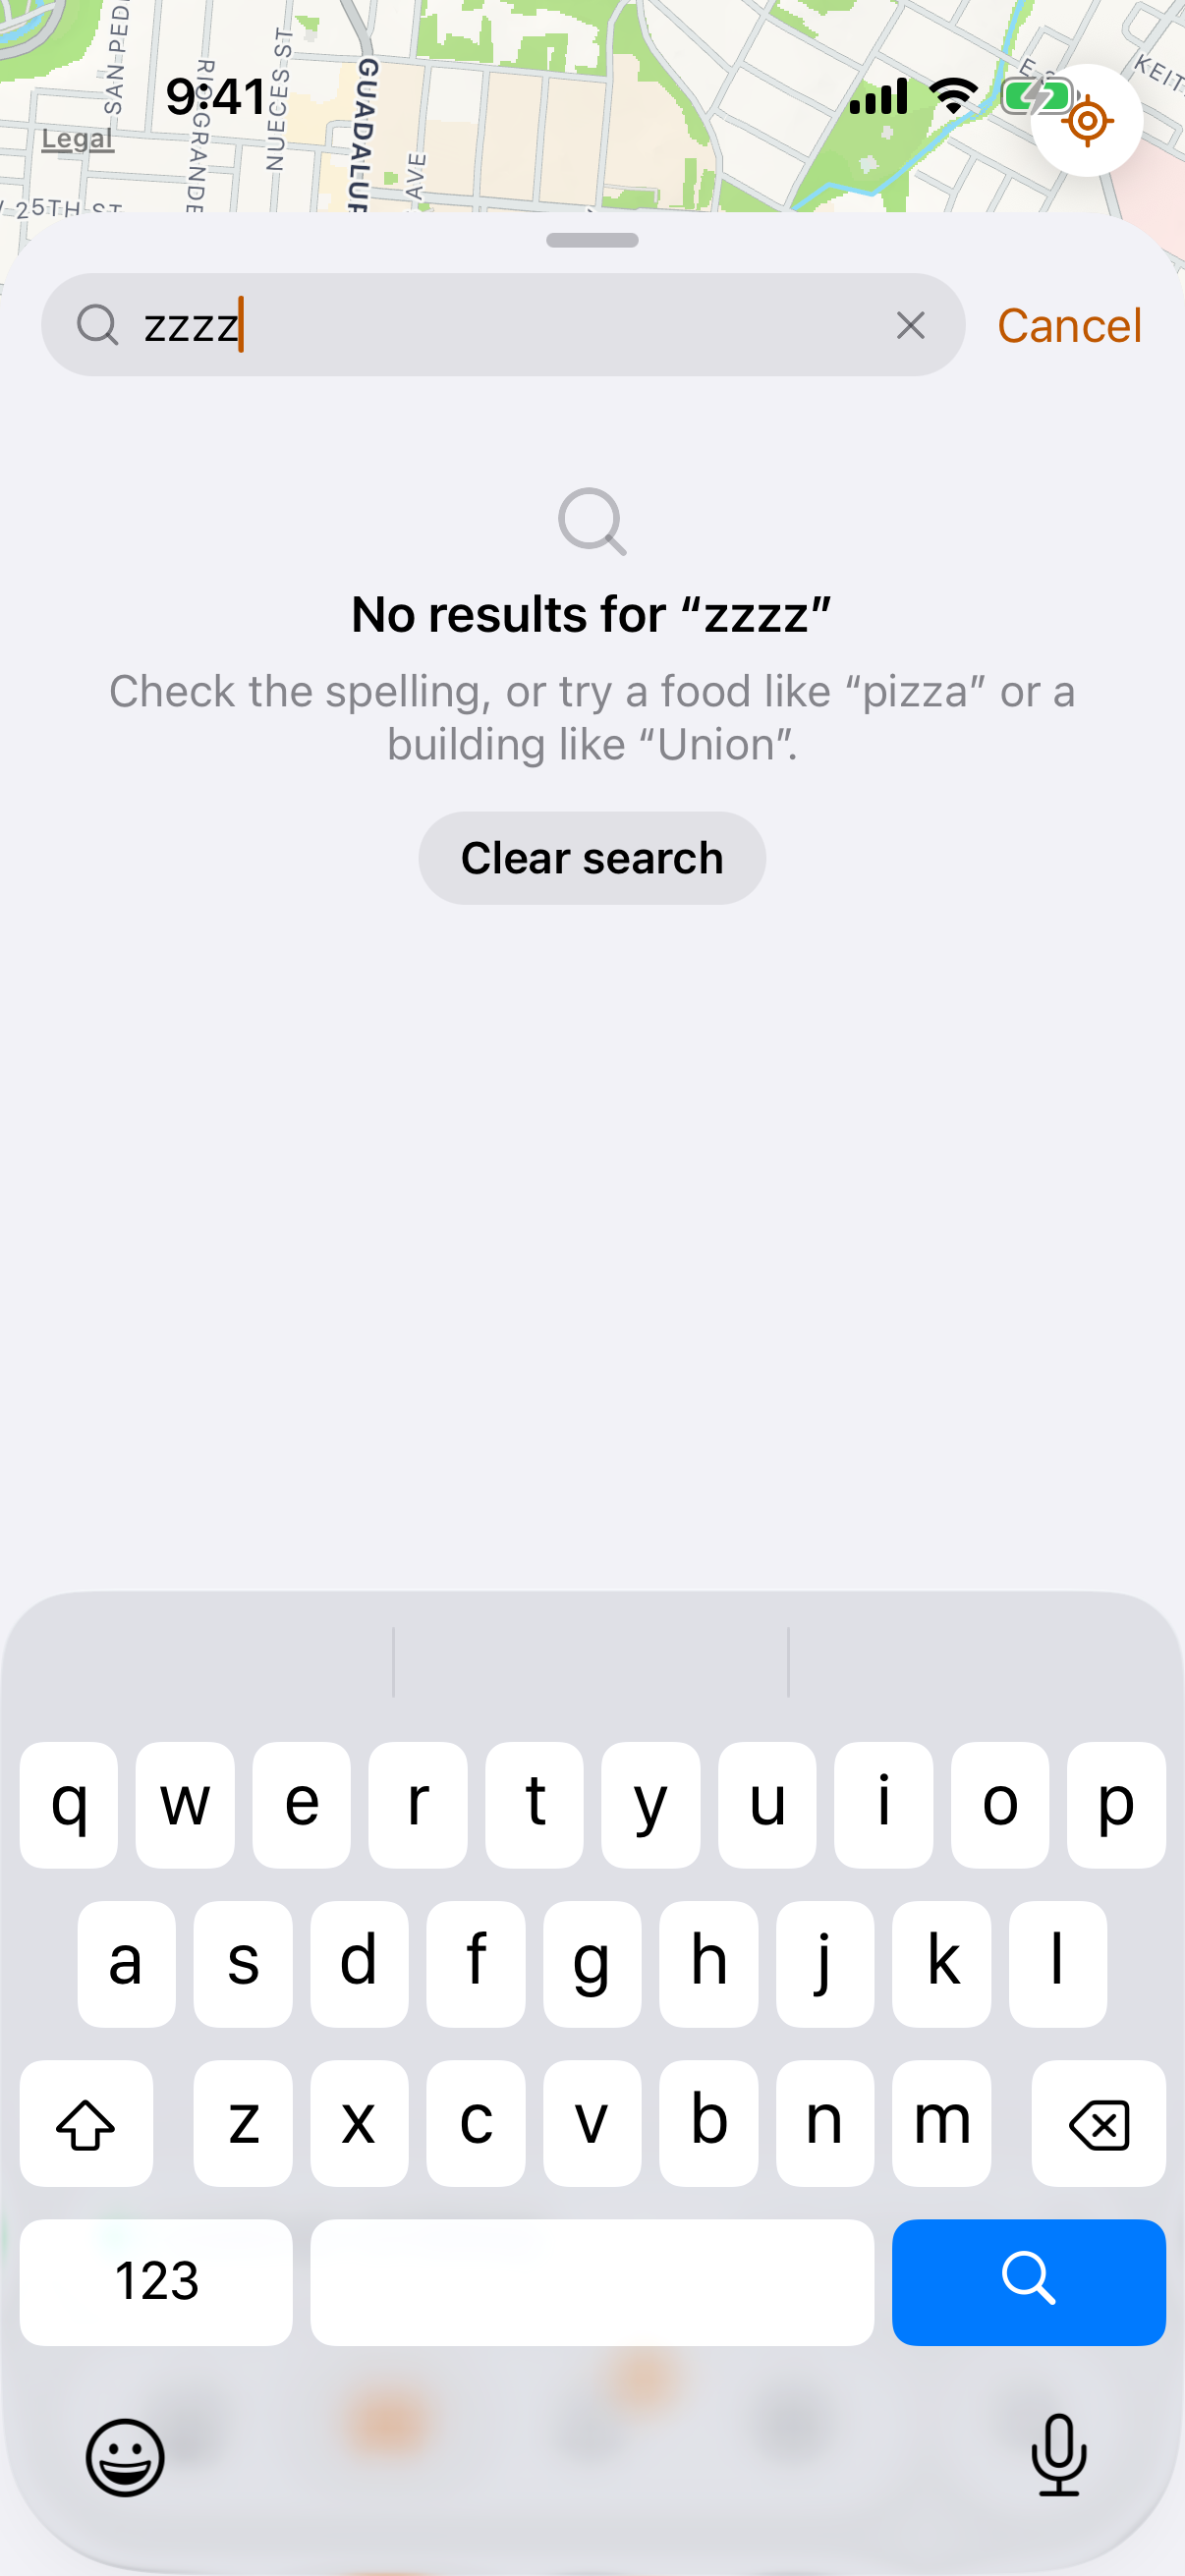 SAN PED
RIO GRANDE
NUECES ST
GUADALUP
AVE
KEIT
9:41
Legal
25TH ST
zzzz
Cancel
No results for “zzzz”
Check the spelling, or try a food like “pizza” or a
building like “Union”.
Clear search
q w e r t y u i o p
a s d f g h j k l
z x c v b n m
123